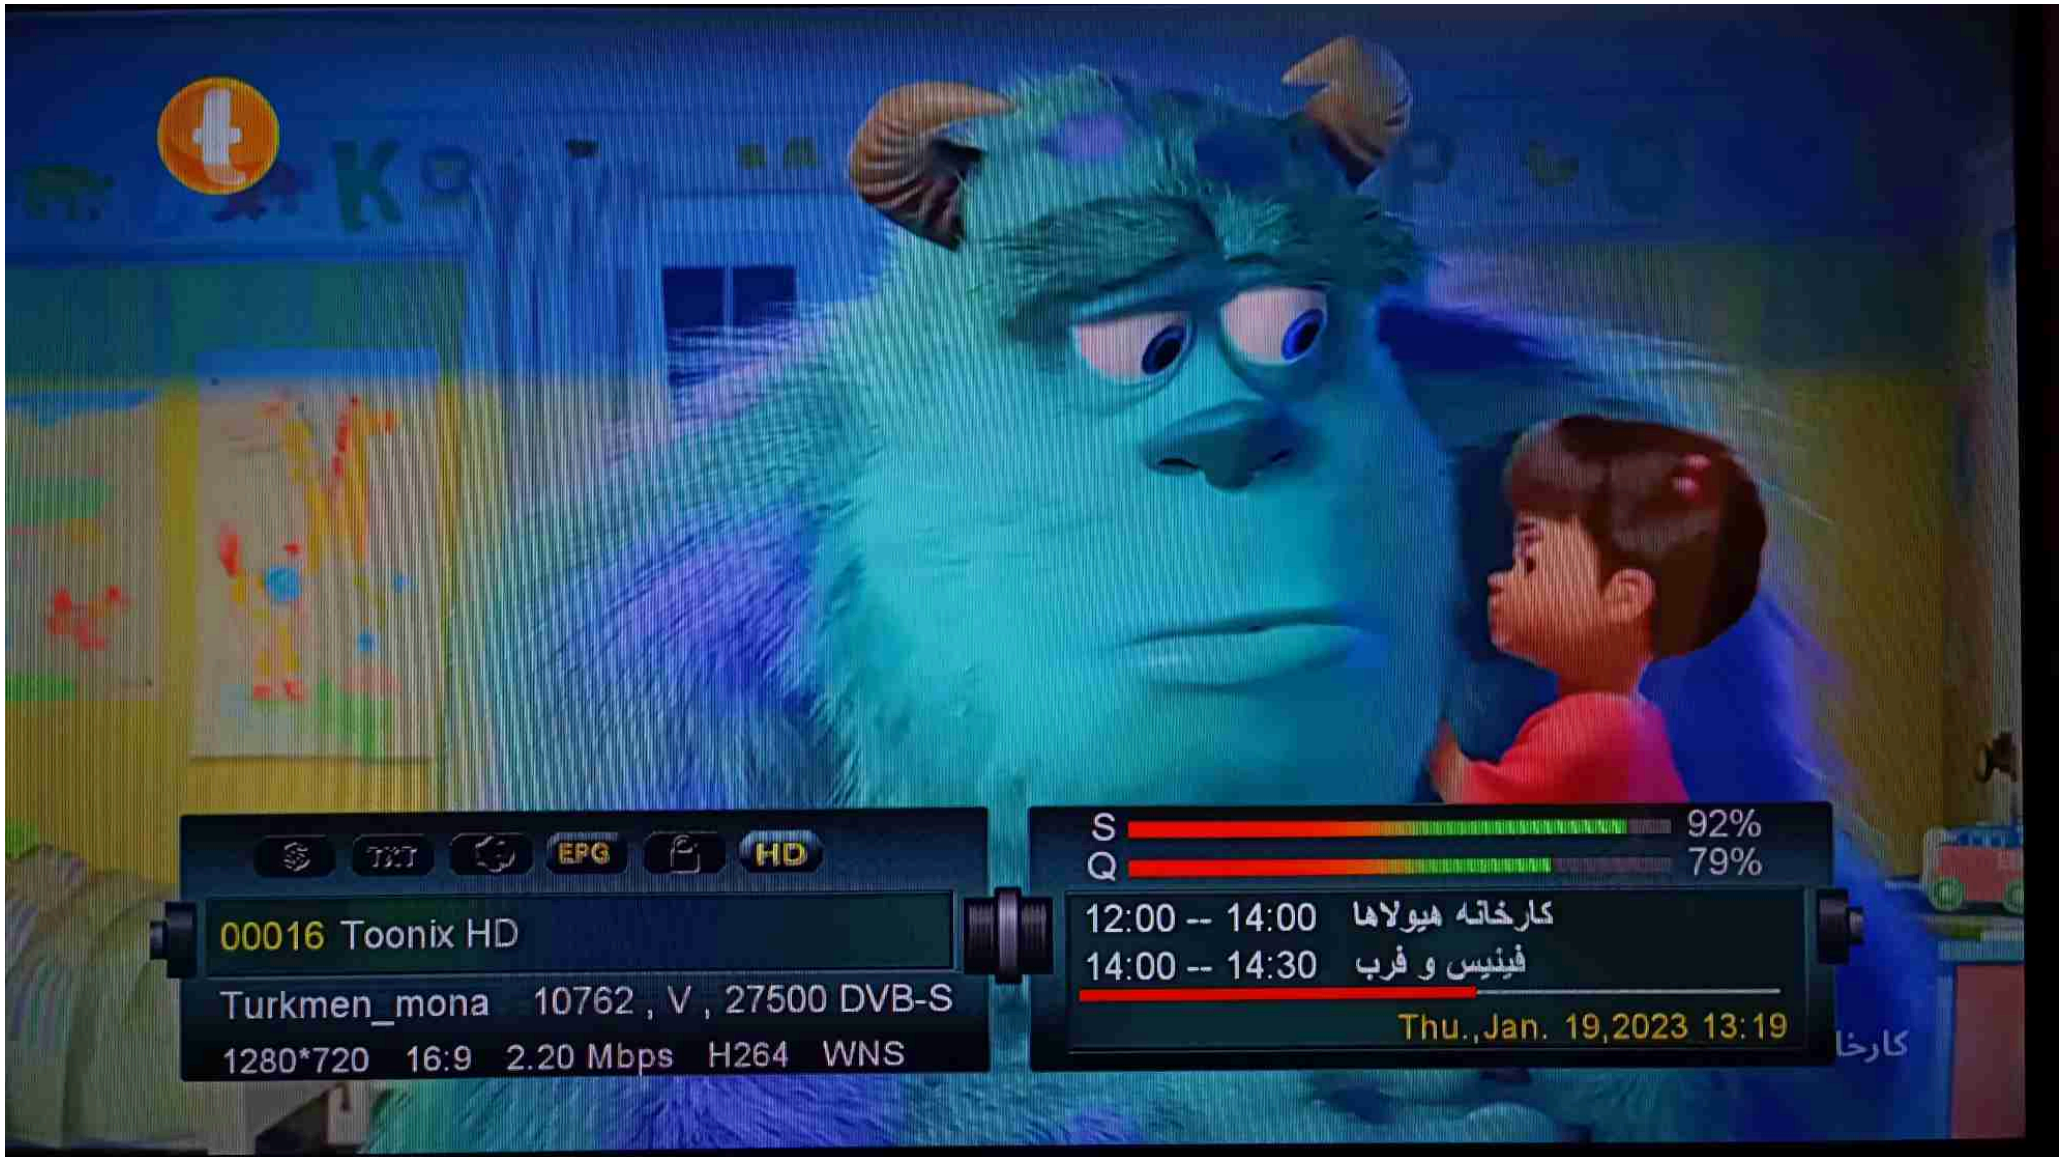 t
K
S 92%
Q 79%
TXT EPG HD
00016 Toonix HD
Turkmen_mona 10762 , V , 27500 DVB-S
1280*720 16:9 2.20 Mbps H264 WNS
12:00 -- 14:00 کارخانه هیولاها
14:00 -- 14:30 فینیس و فرب
Thu.,Jan. 19,2023 13:19
کارخا